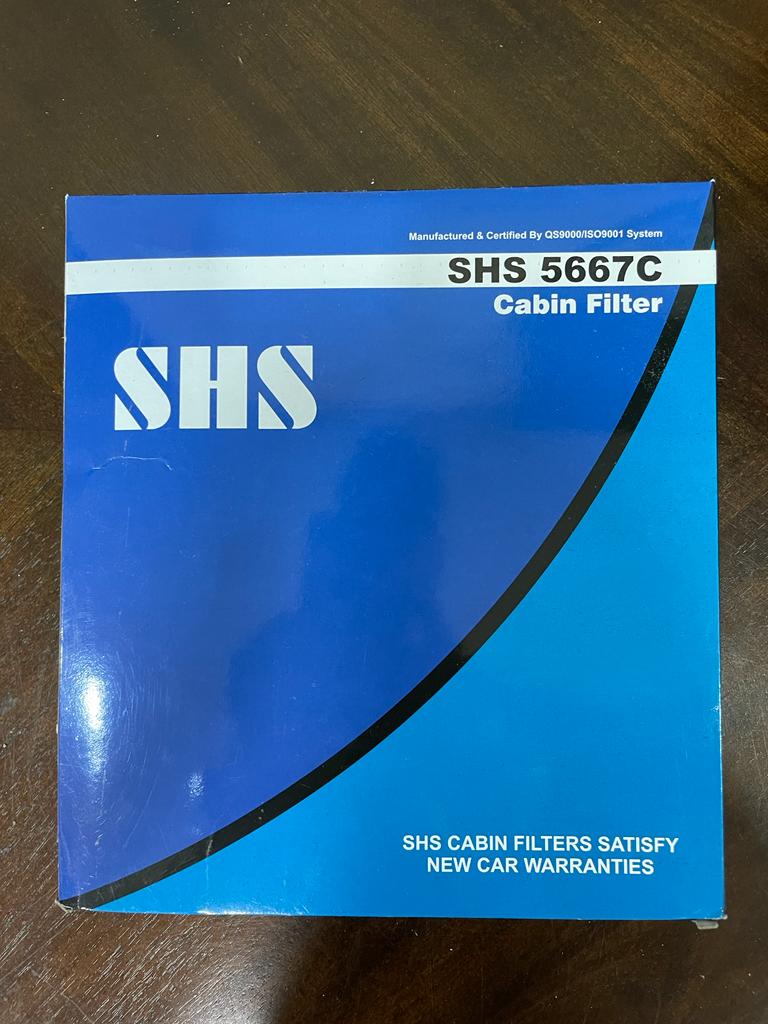 Manufactured & Certified By QS9000/ISO9001 System
SHS 5667C
Cabin Filter
SHS
SHS CABIN FILTERS SATISFY
NEW CAR WARRANTIES